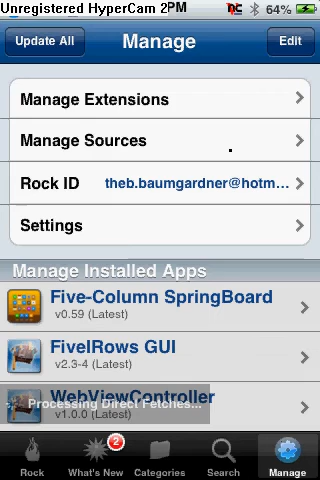 Unregistered HyperCam 2 PM 64%
Update All Manage Edit
Manage Extensions
Manage Sources
Rock ID theb.baumgardner@hotm...
Settings
Manage Installed Apps
Five-Column SpringBoard
v0.59 (Latest)
FiveIRows GUI
v2.3-4 (Latest)
WebViewController
Processing Direct Fetches...
v1.0.0 (Latest)
2
Rock What's New Categories Search Manage